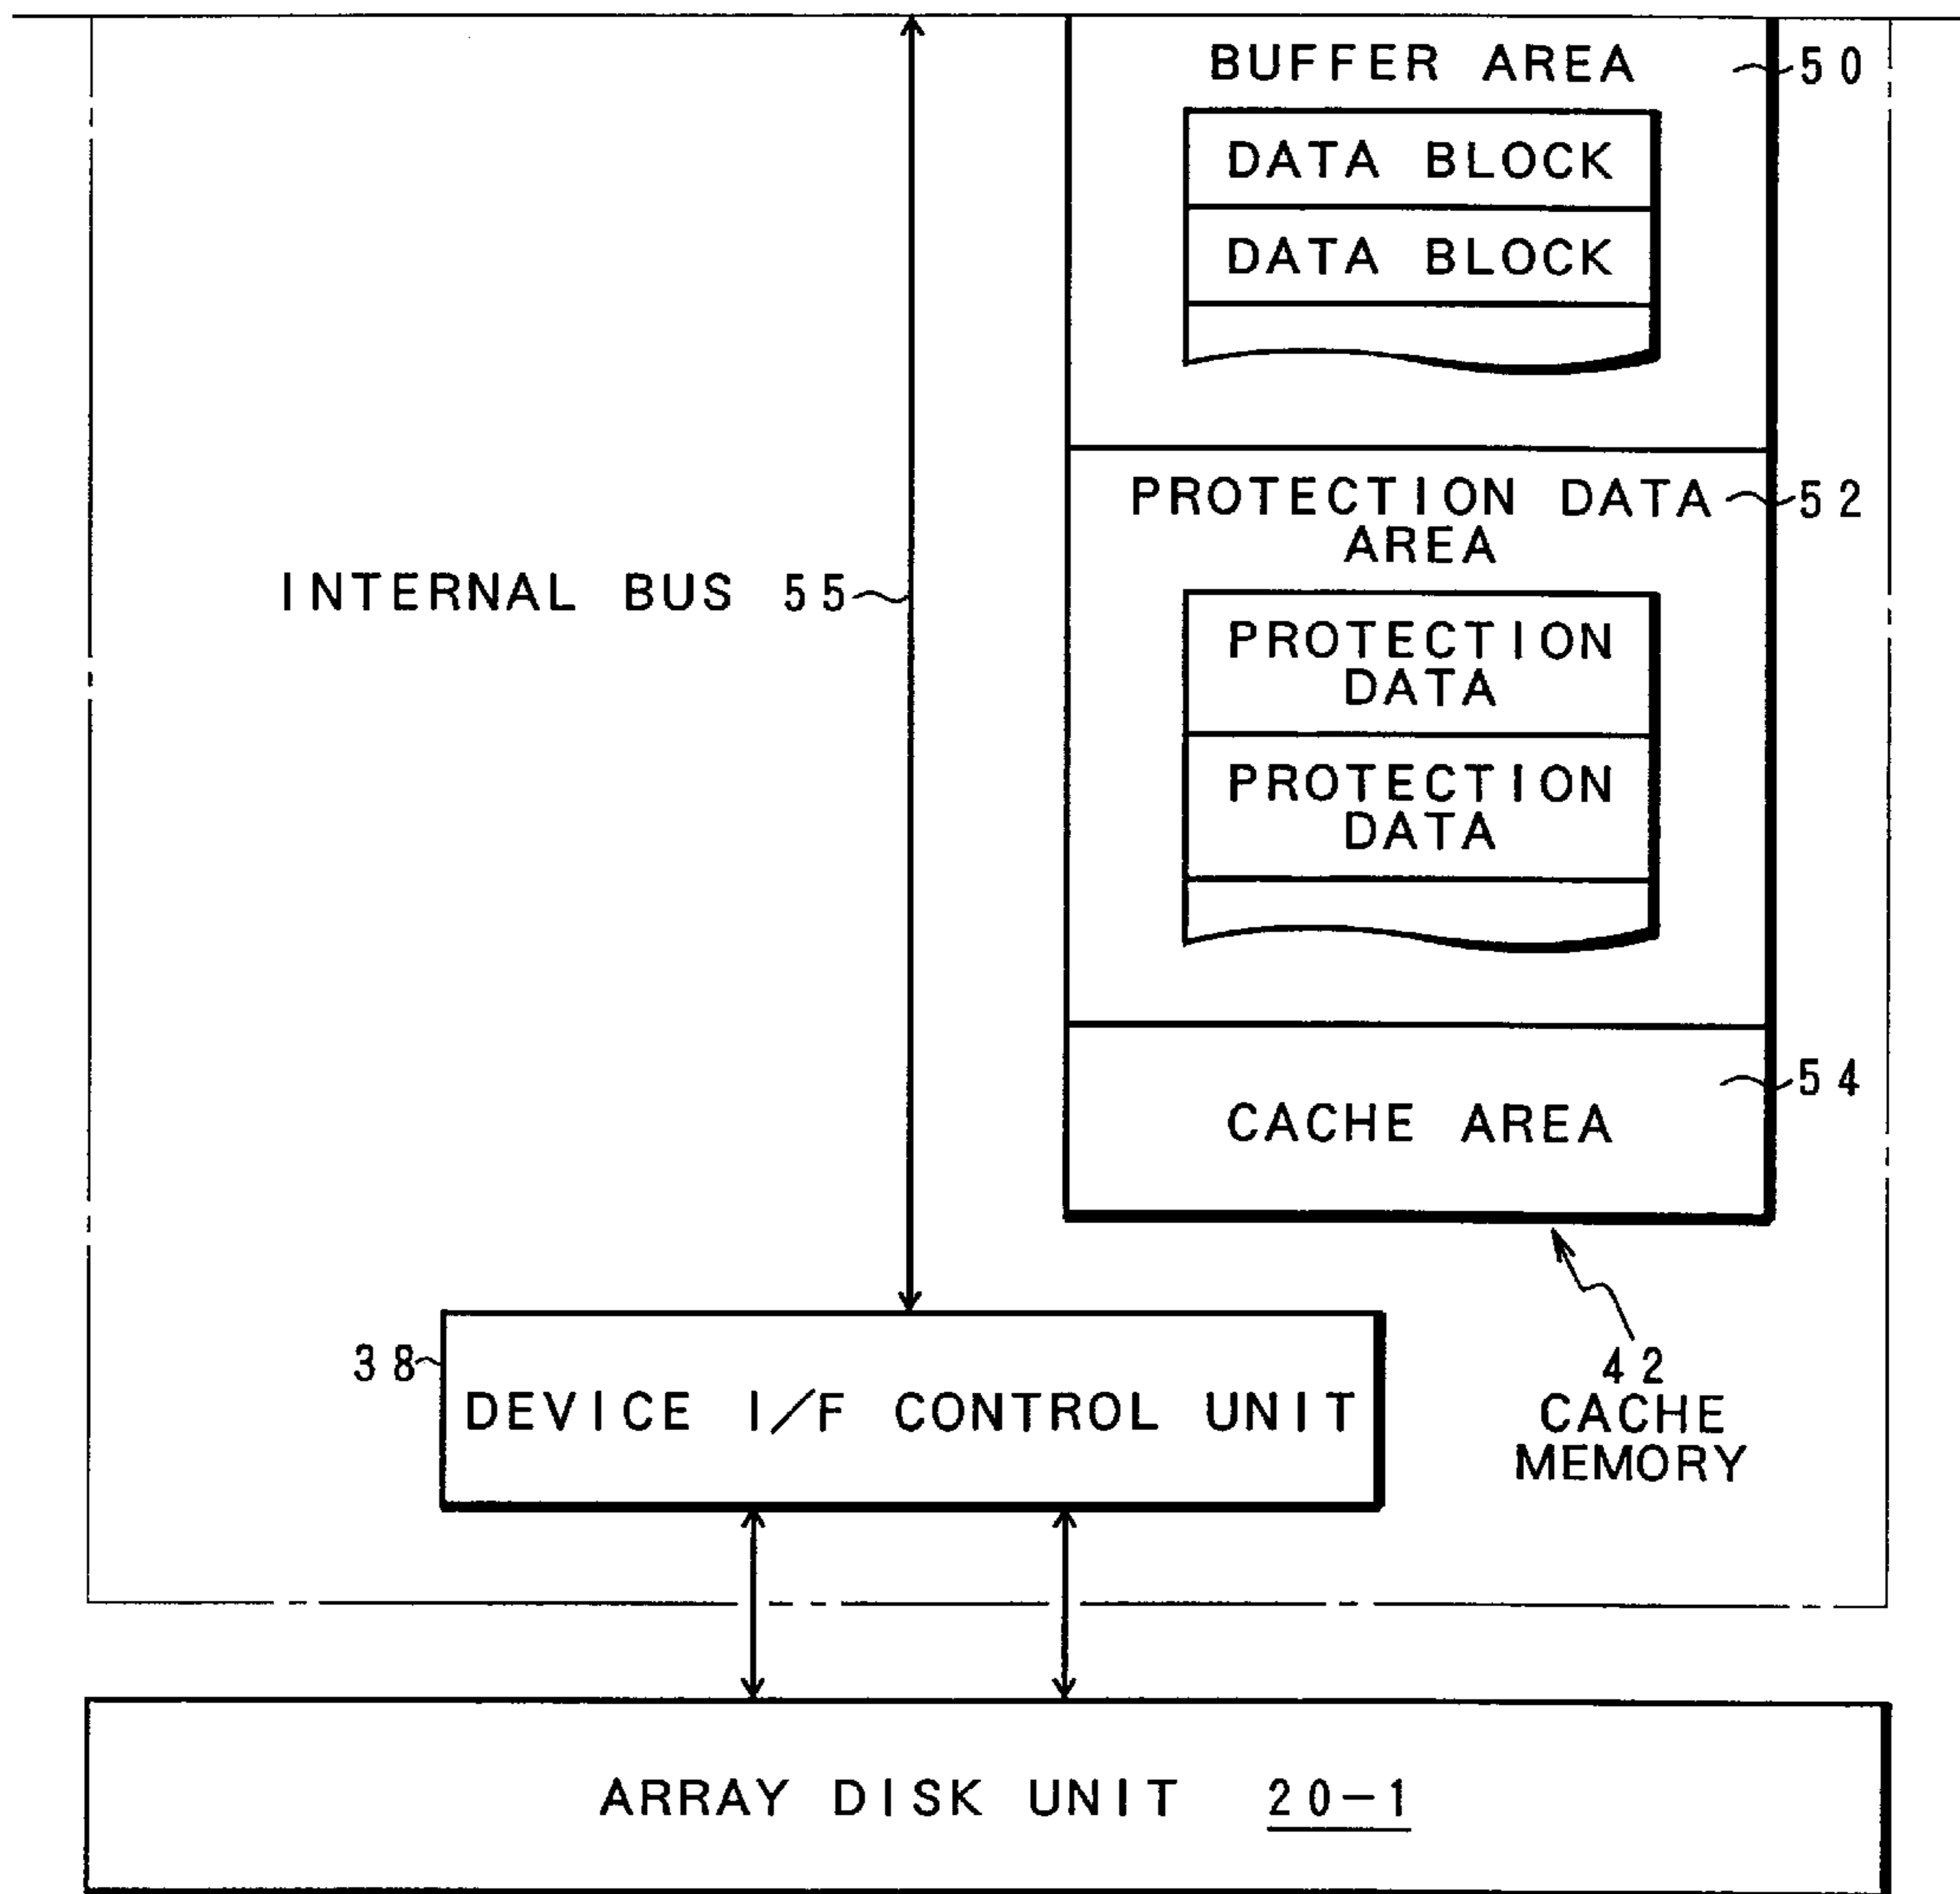 BUFFER AREA 50
DATA BLOCK
DATA BLOCK
PROTECTION DATA 52
AREA
INTERNAL BUS 55
PROTECTION
DATA
PROTECTION
DATA
54
CACHE AREA
38
DEVICE I/F CONTROL UNIT
42
CACHE
MEMORY
ARRAY DISK UNIT 20-1